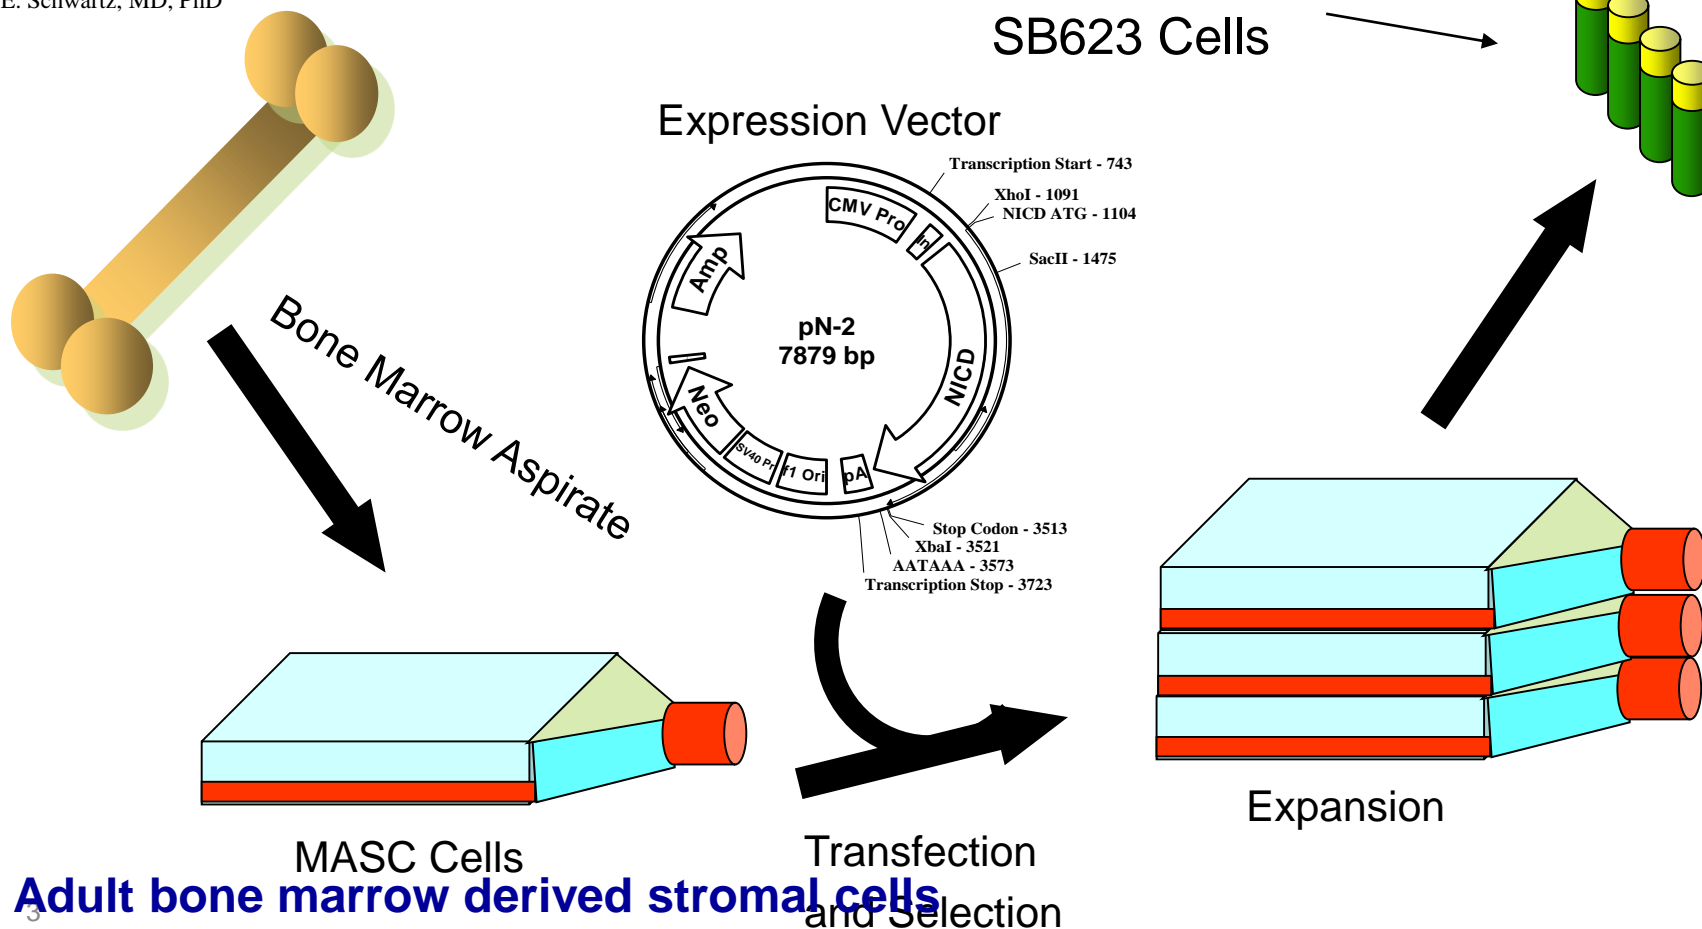 E. Schwartz, MD, PhD
SB623 Cells
Expression Vector
Transcription Start - 743
XhoI - 1091
NICD ATG - 1104
SacII - 1475
CMV Pro
In
Amp
pN-2
7879 bp
NICD
Neo
SV40 Pr
f1 Ori
pA
Stop Codon - 3513
XbaI - 3521
AATAAA - 3573
Transcription Stop - 3723
Bone Marrow Aspirate
MASC Cells
Transfection
and Selection
Expansion
Adult bone marrow derived stromal cells
3